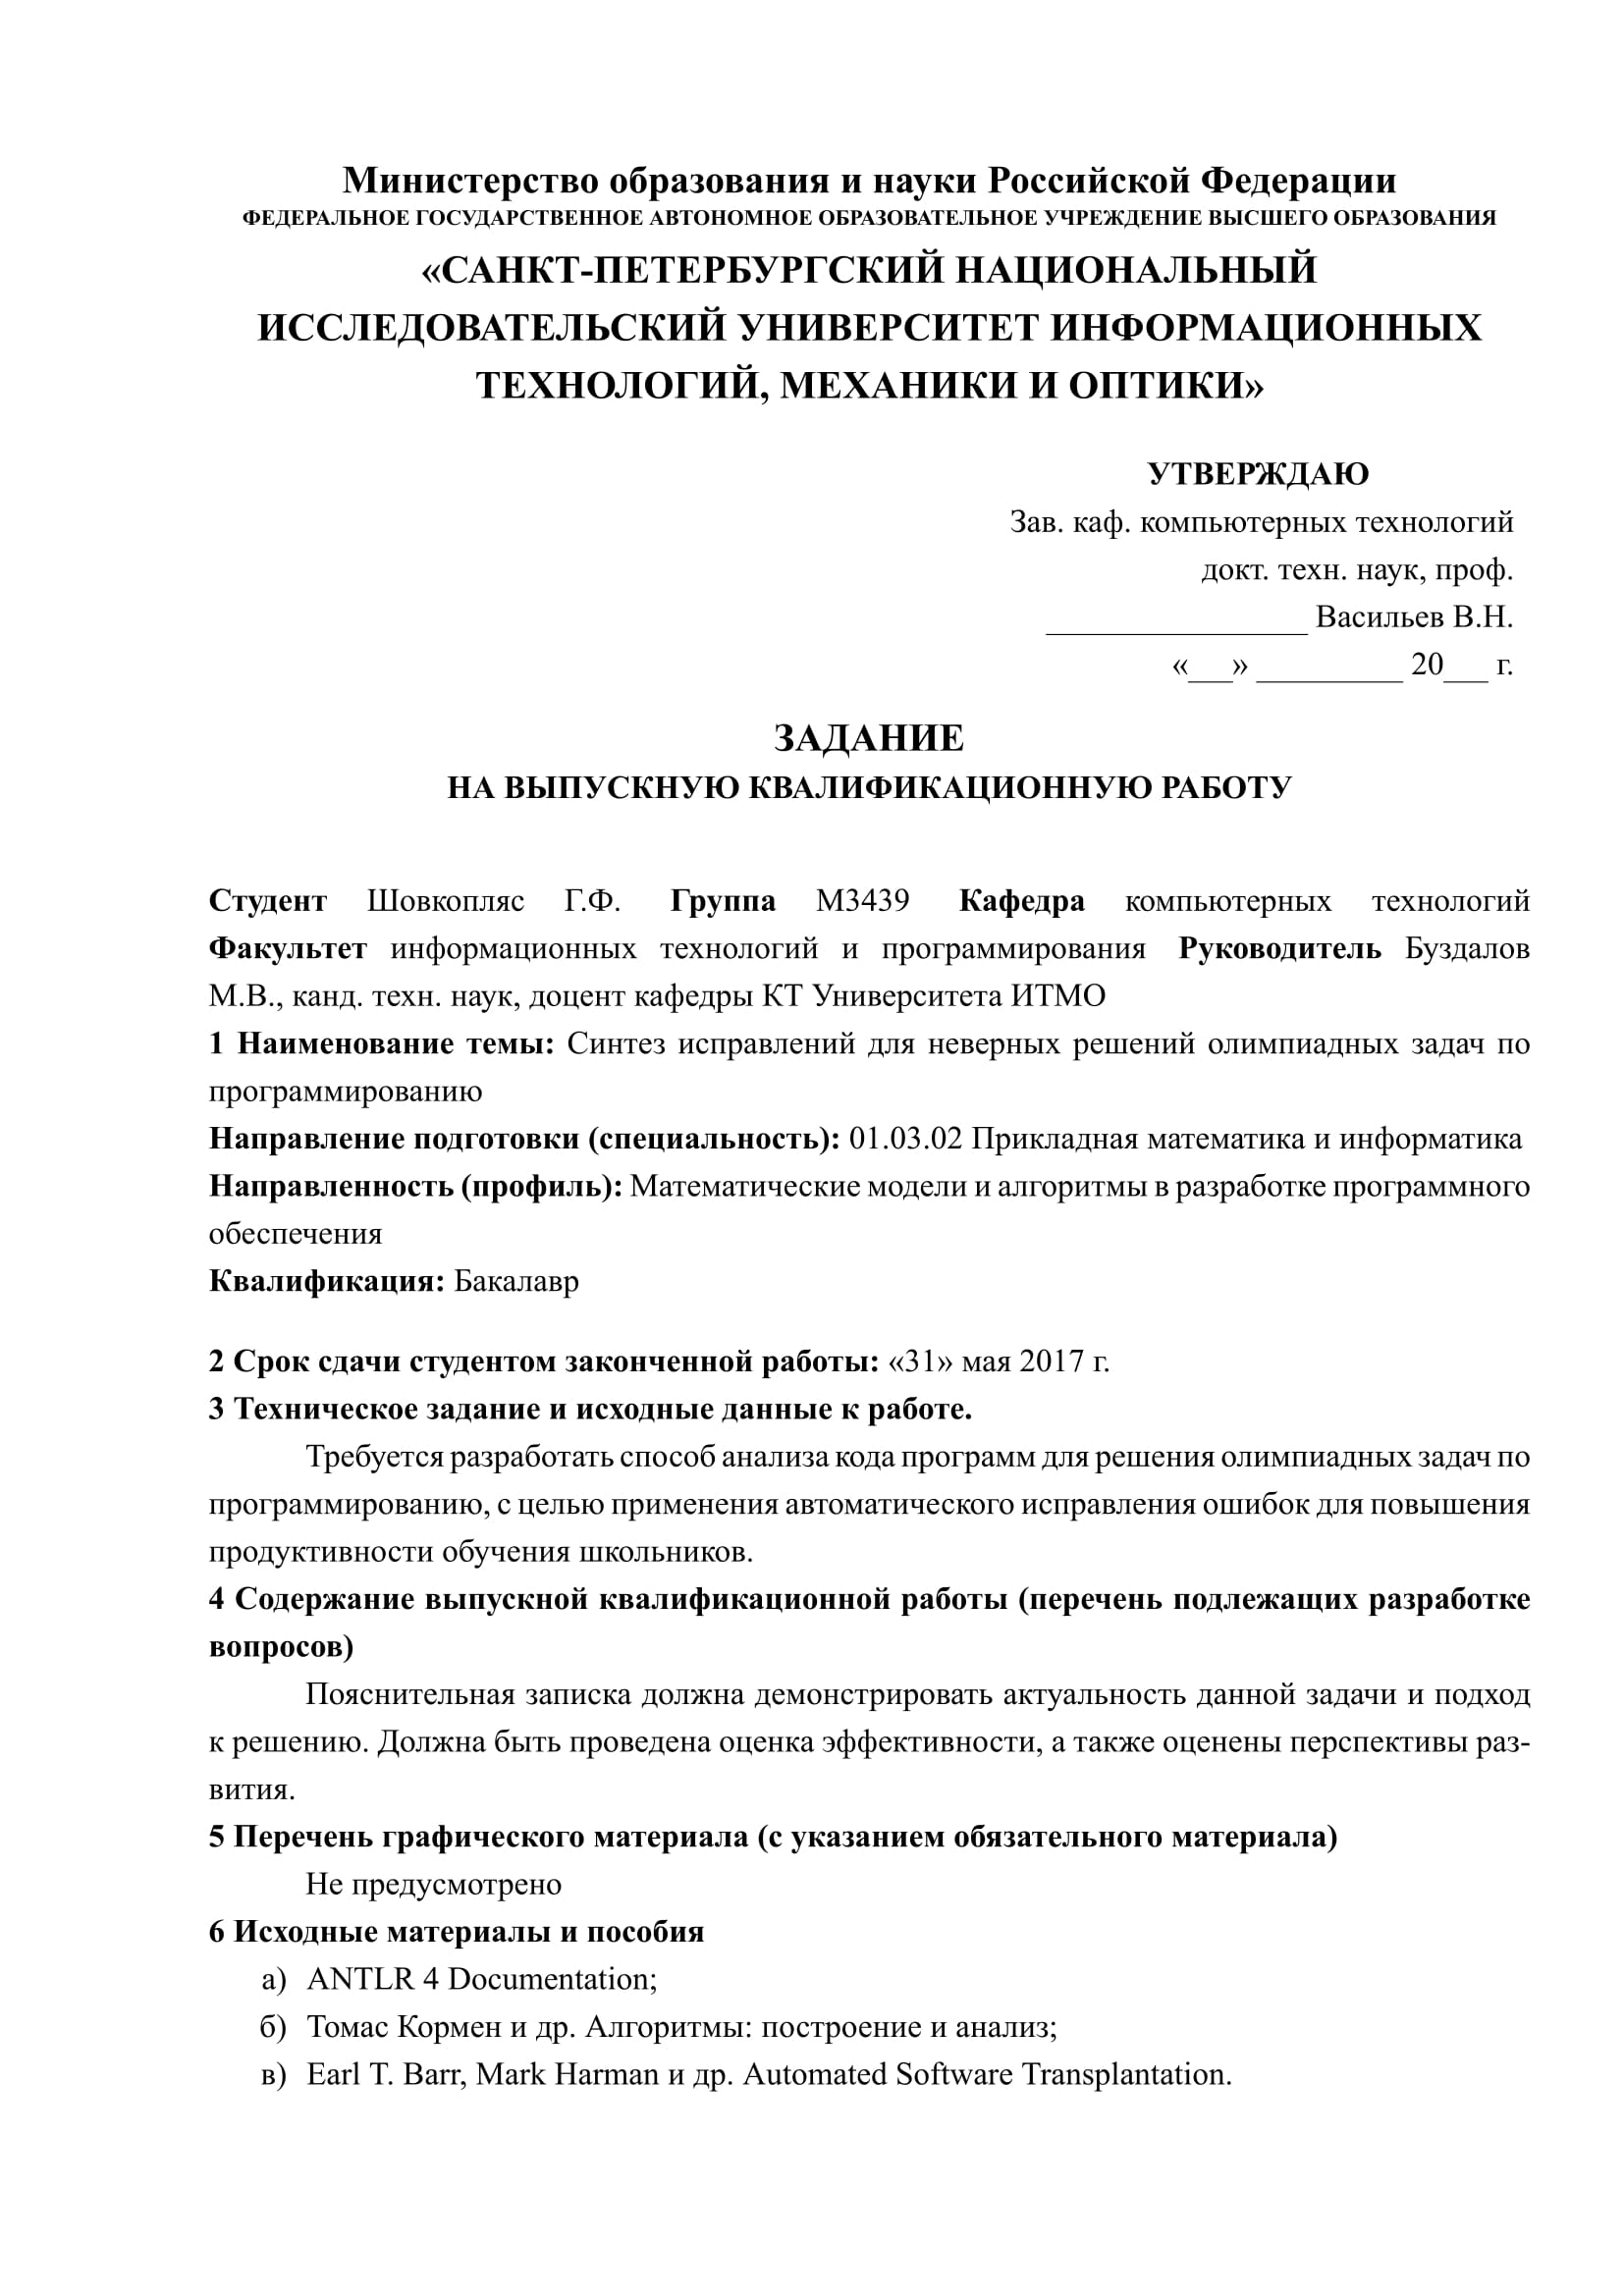 Министерство образования и науки Российской Федерации
ФЕДЕРАЛЬНОЕ ГОСУДАРСТВЕННОЕ АВТОНОМНОЕ ОБРАЗОВАТЕЛЬНОЕ УЧРЕЖДЕНИЕ ВЫСШЕГО ОБРАЗОВАНИЯ
«САНКТ-ПЕТЕРБУРГСКИЙ НАЦИОНАЛЬНЫЙ
ИССЛЕДОВАТЕЛЬСКИЙ УНИВЕРСИТЕТ ИНФОРМАЦИОННЫХ
ТЕХНОЛОГИЙ, МЕХАНИКИ И ОПТИКИ»
УТВЕРЖДАЮ
Зав. каф. компьютерных технологий
докт. техн. наук, проф.
________________ Васильев В.Н.
«___» _________ 20___ г.
ЗАДАНИЕ
НА ВЫПУСКНУЮ КВАЛИФИКАЦИОННУЮ РАБОТУ
Студент Шовкопляс Г.Ф. Группа М3439 Кафедра компьютерных технологий
Факультет информационных технологий и программирования Руководитель Буздалов
М.В., канд. техн. наук, доцент кафедры КТ Университета ИТМО
1 Наименование темы: Синтез исправлений для неверных решений олимпиадных задач по
программированию
Направление подготовки (специальность): 01.03.02 Прикладная математика и информатика
Направленность (профиль): Математические модели и алгоритмы в разработке программного
обеспечения
Квалификация: Бакалавр
2 Срок сдачи студентом законченной работы: «31» мая 2017 г.
3 Техническое задание и исходные данные к работе.
Требуется разработать способ анализа кода программ для решения олимпиадных задач по
программированию, с целью применения автоматического исправления ошибок для повышения
продуктивности обучения школьников.
4 Содержание выпускной квалификационной работы (перечень подлежащих разработке
вопросов)
Пояснительная записка должна демонстрировать актуальность данной задачи и подход
к решению. Должна быть проведена оценка эффективности, а также оценены перспективы раз-
вития.
5 Перечень графического материала (с указанием обязательного материала)
Не предусмотрено
6 Исходные материалы и пособия
а) ANTLR 4 Documentation;
б) Томас Кормен и др. Алгоритмы: построение и анализ;
в) Earl T. Barr, Mark Harman и др. Automated Software Transplantation.